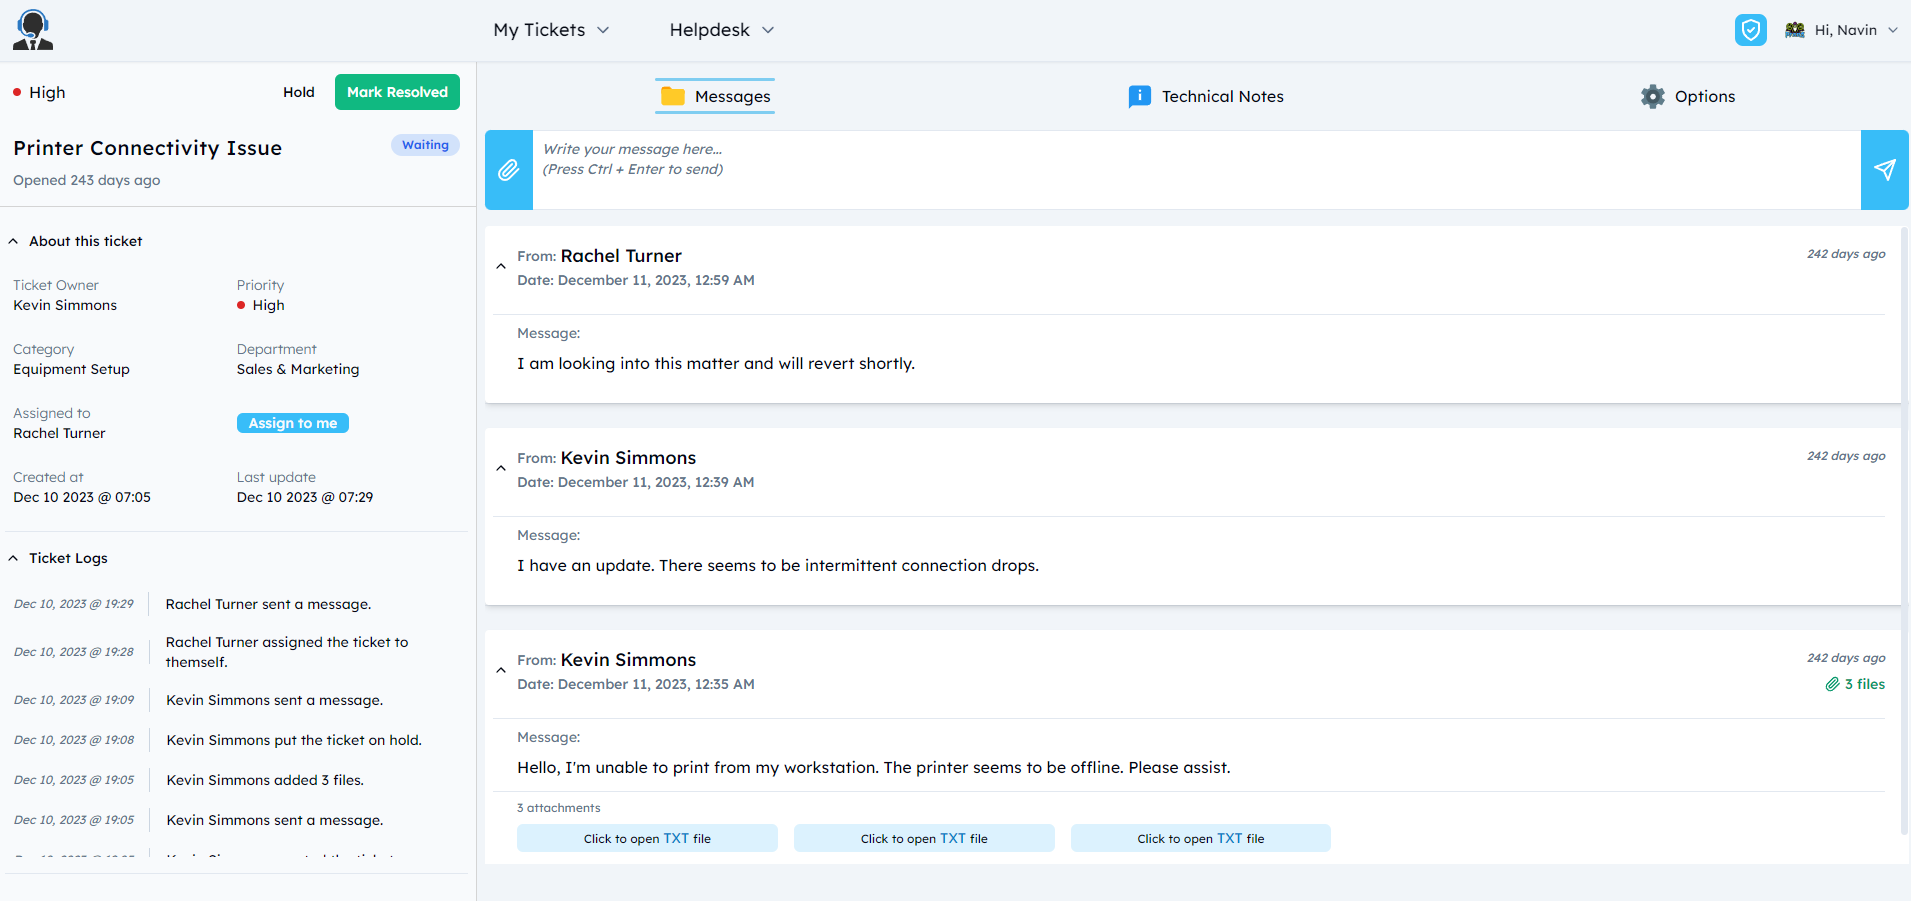 My Tickets
Helpdesk
Hi, Navin
High
Hold
Mark Resolved
Printer Connectivity Issue
Waiting
Opened 243 days ago
About this ticket
Ticket Owner
Kevin Simmons
Priority
High
Category
Equipment Setup
Department
Sales & Marketing
Assigned to
Rachel Turner
Assign to me
Created at
Dec 10 2023 @ 07:05
Last update
Dec 10 2023 @ 07:29
Ticket Logs
Dec 10, 2023 @ 19:29 Rachel Turner sent a message.
Dec 10, 2023 @ 19:28 Rachel Turner assigned the ticket to
themself.
Dec 10, 2023 @ 19:09 Kevin Simmons sent a message.
Dec 10, 2023 @ 19:08 Kevin Simmons put the ticket on hold.
Dec 10, 2023 @ 19:05 Kevin Simmons added 3 files.
Dec 10, 2023 @ 19:05 Kevin Simmons sent a message.
Messages
Technical Notes
Options
Write your message here...
(Press Ctrl + Enter to send)
From: Rachel Turner
242 days ago
Date: December 11, 2023, 12:59 AM
Message:
I am looking into this matter and will revert shortly.
From: Kevin Simmons
242 days ago
Date: December 11, 2023, 12:39 AM
Message:
I have an update. There seems to be intermittent connection drops.
From: Kevin Simmons
242 days ago
Date: December 11, 2023, 12:35 AM
3 files
Message:
Hello, I'm unable to print from my workstation. The printer seems to be offline. Please assist.
3 attachments
Click to open TXT file
Click to open TXT file
Click to open TXT file